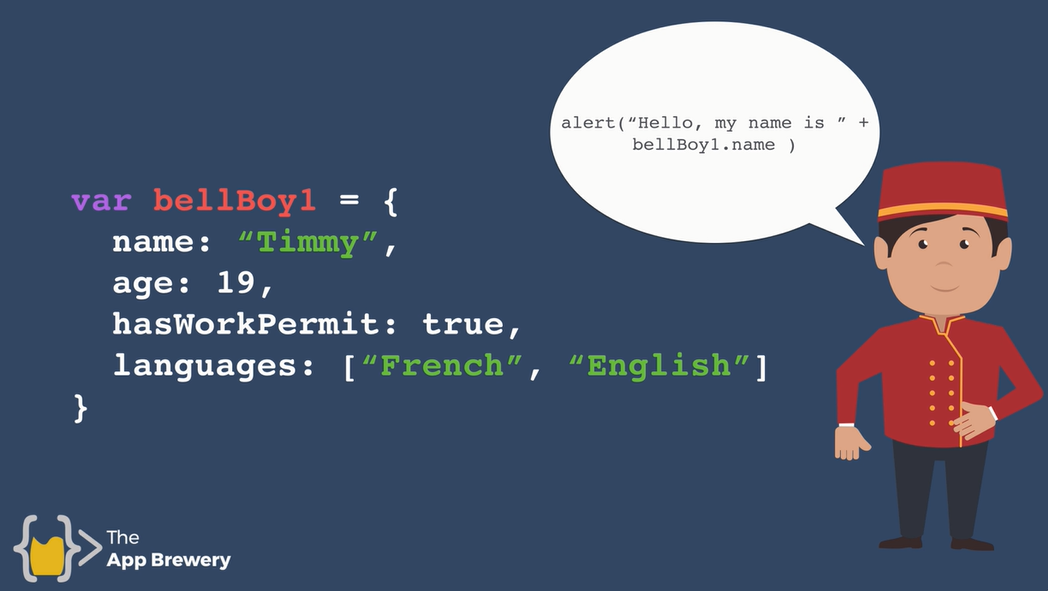 alert(“Hello, my name is ” +
bellBoy1.name )
var bellBoy1 = {
name: “Timmy”,
age: 19,
hasWorkPermit: true,
languages: [“French”, “English”]
}
The
App Brewery